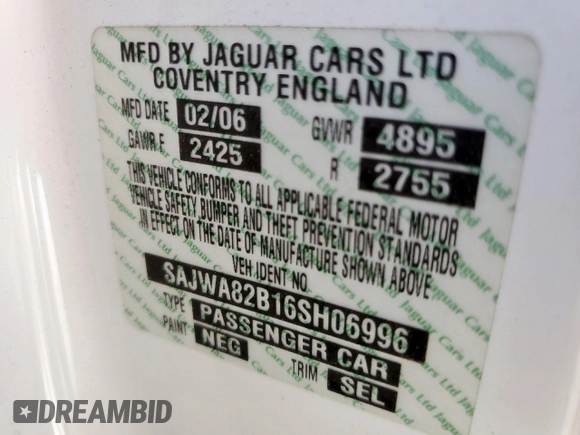 MFD BY JAGUAR CARS LTD
COVENTRY ENGLAND
MFD DATE 02/06 GVWR 4895
GAWR F 2425 R 2755
THIS VEHICLE CONFORMS TO ALL APPLICABLE FEDERAL MOTOR
VEHICLE SAFETY BUMPER AND THEFT PREVENTION STANDARDS
IN EFFECT ON THE DATE OF MANUFACTURE SHOWN ABOVE
VEH IDENT NO
SAJWA82B16SH06996
TYPE PASSENGER CAR
PAINT NEG TRIM SEL
DREAMBID